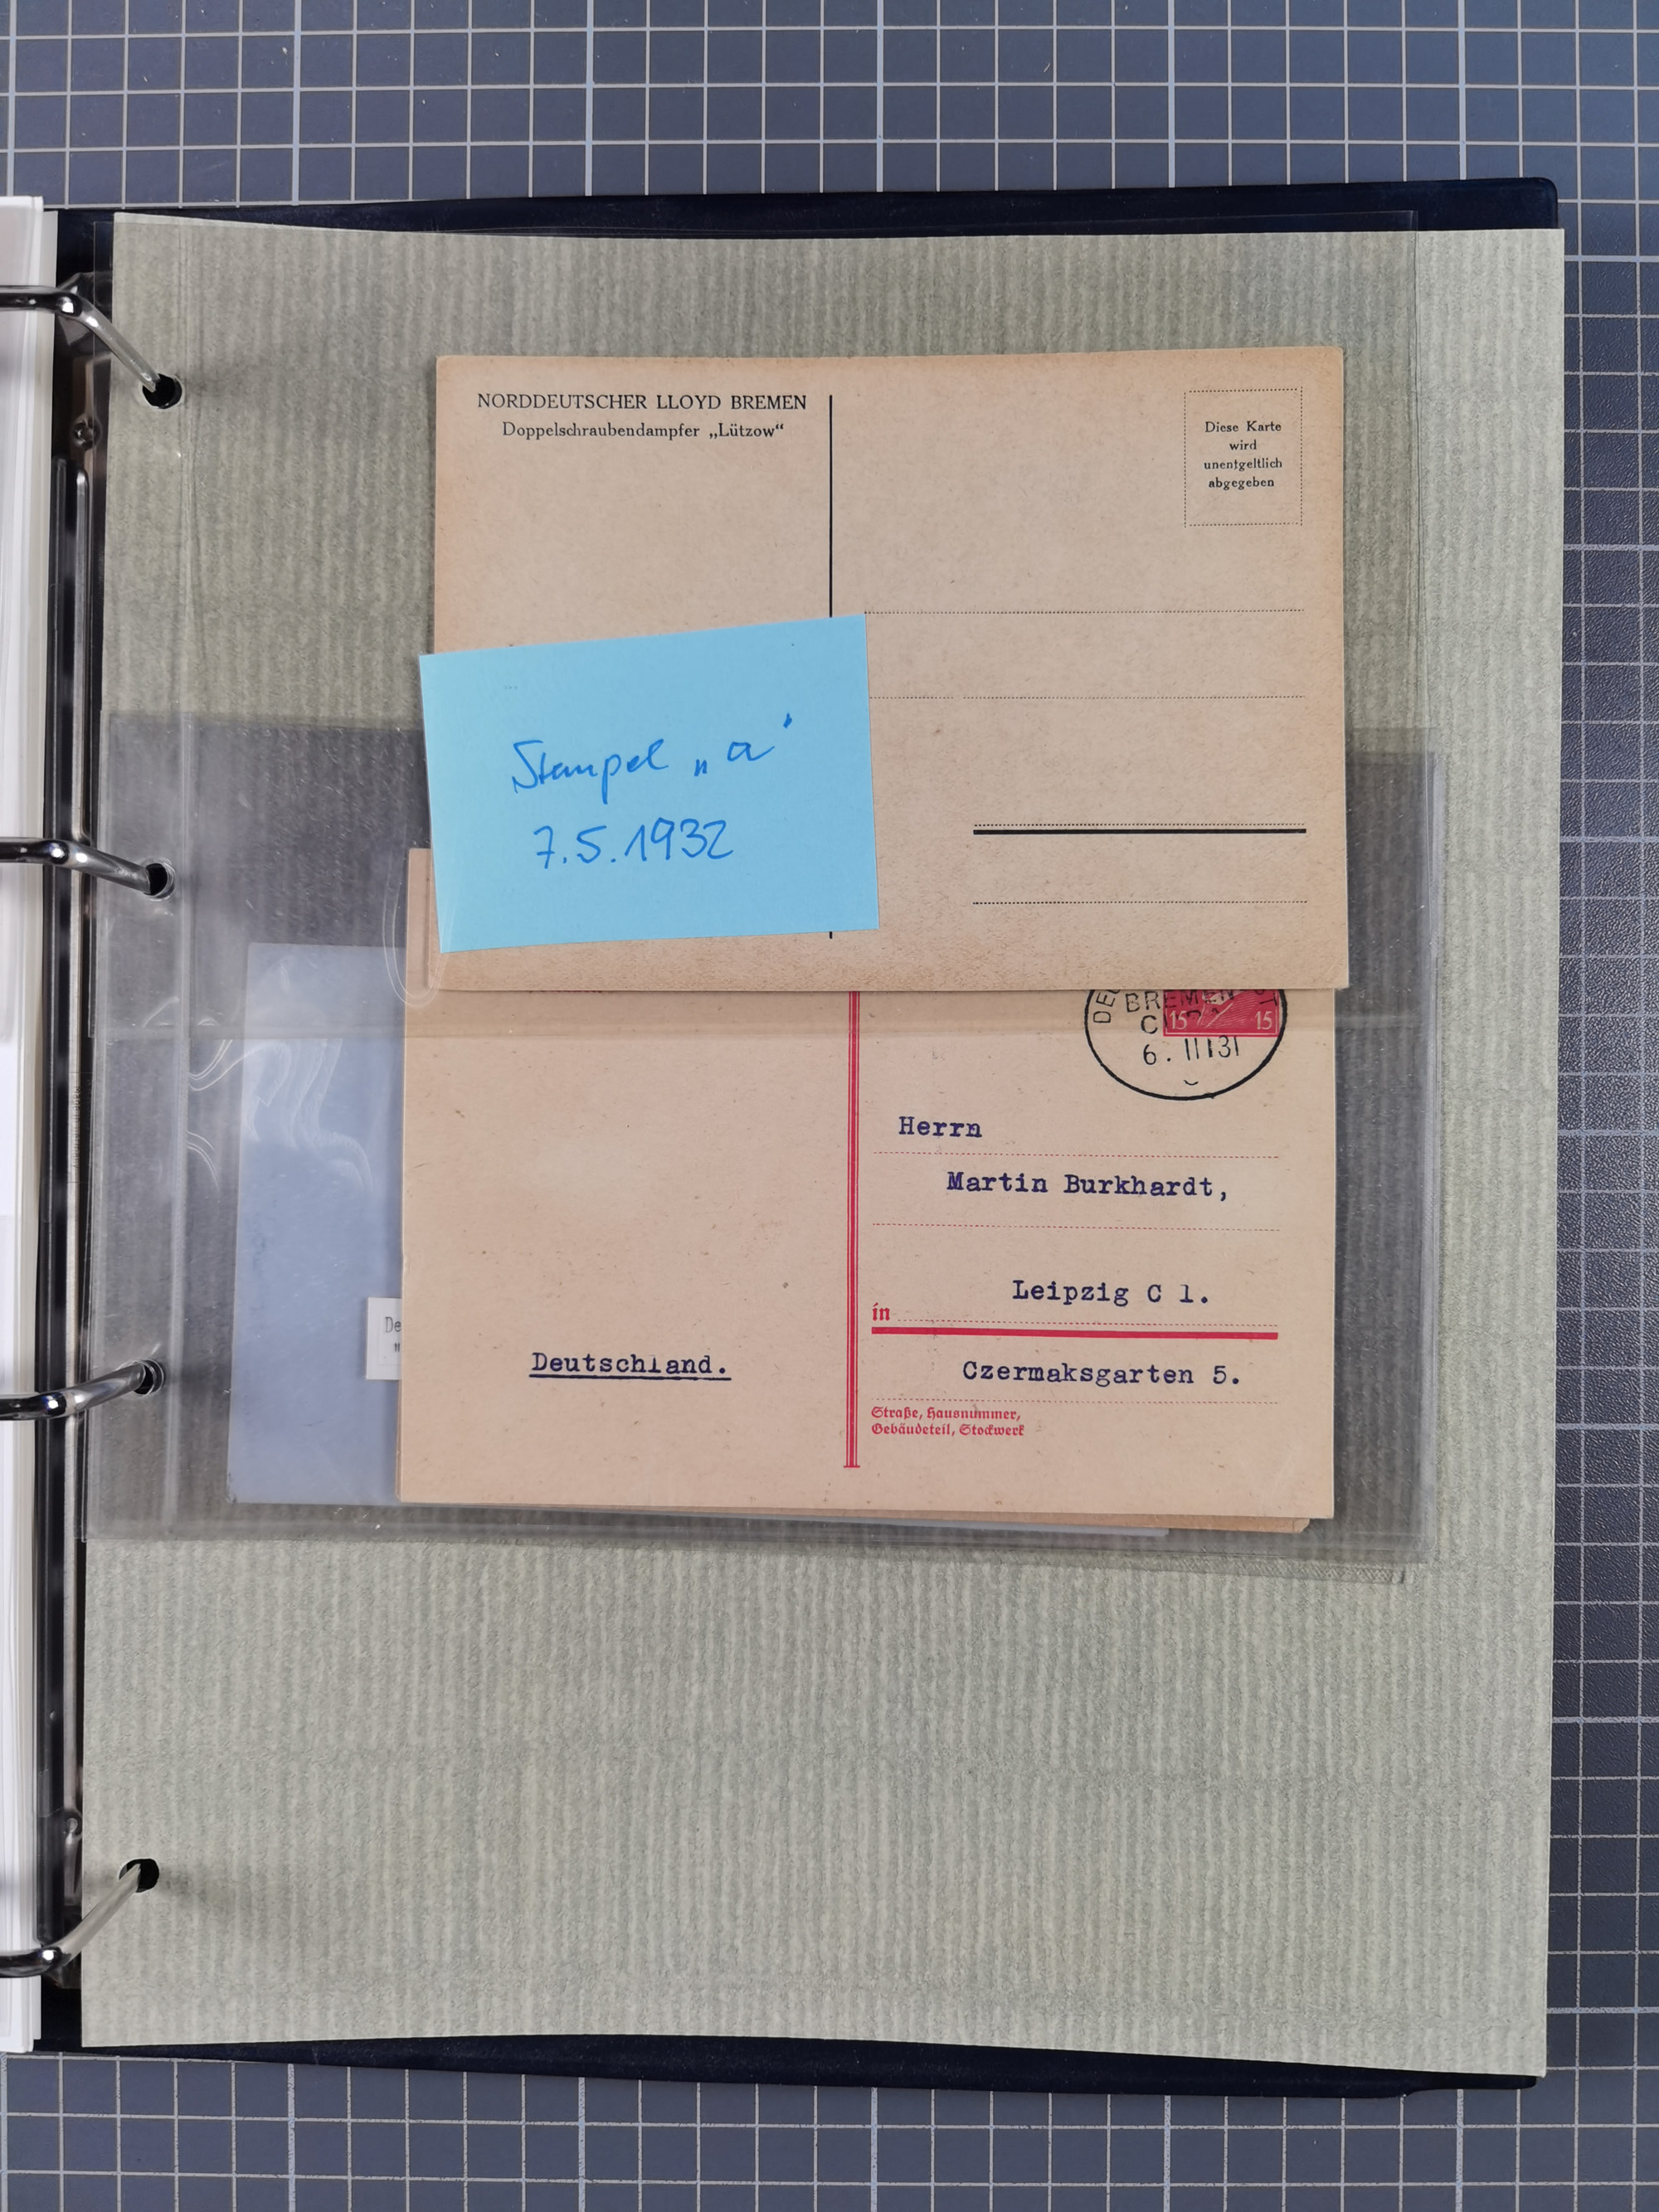 NORDDEUTSCHER LLOYD BREMEN
Doppelschraubendampfer „Lützow“
Diese Karte
wird
unentgeltlich
abgegeben
Stempel „a“
7.5.1932
BREMEN
15 15
6. III 31
Herrn
Martin Burkhardt,
Leipzig C 1.
in
Deutschland.
Czermaksgarten 5.
Straße, Hausnummer,
Gebäudeteil, Stockwerk